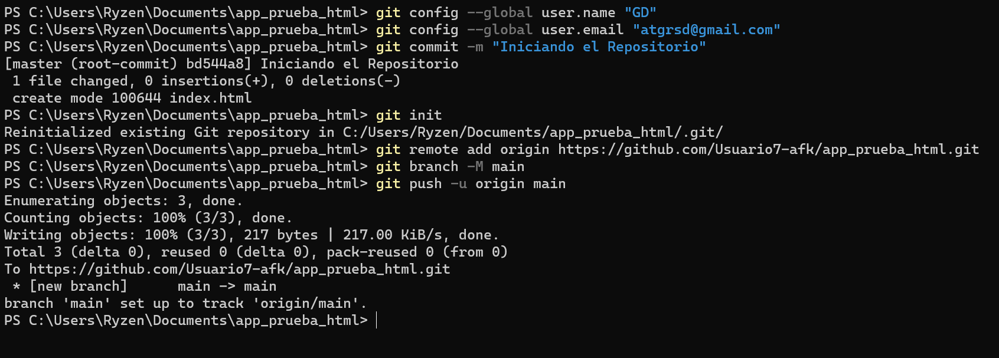 PS C:\Users\Ryzen\Documents\app_prueba_html> git config --global user.name "GD"
PS C:\Users\Ryzen\Documents\app_prueba_html> git config --global user.email "atgrsd@gmail.com"
PS C:\Users\Ryzen\Documents\app_prueba_html> git commit -m "Iniciando el Repositorio"
[master (root-commit) bd544a8] Iniciando el Repositorio
 1 file changed, 0 insertions(+), 0 deletions(-)
 create mode 100644 index.html
PS C:\Users\Ryzen\Documents\app_prueba_html> git init
Reinitialized existing Git repository in C:/Users/Ryzen/Documents/app_prueba_html/.git/
PS C:\Users\Ryzen\Documents\app_prueba_html> git remote add origin https://github.com/Usuario7-afk/app_prueba_html.git
PS C:\Users\Ryzen\Documents\app_prueba_html> git branch -M main
PS C:\Users\Ryzen\Documents\app_prueba_html> git push -u origin main
Enumerating objects: 3, done.
Counting objects: 100% (3/3), done.
Writing objects: 100% (3/3), 217 bytes | 217.00 KiB/s, done.
Total 3 (delta 0), reused 0 (delta 0), pack-reused 0 (from 0)
To https://github.com/Usuario7-afk/app_prueba_html.git
 * [new branch]      main -> main
branch 'main' set up to track 'origin/main'.
PS C:\Users\Ryzen\Documents\app_prueba_html>